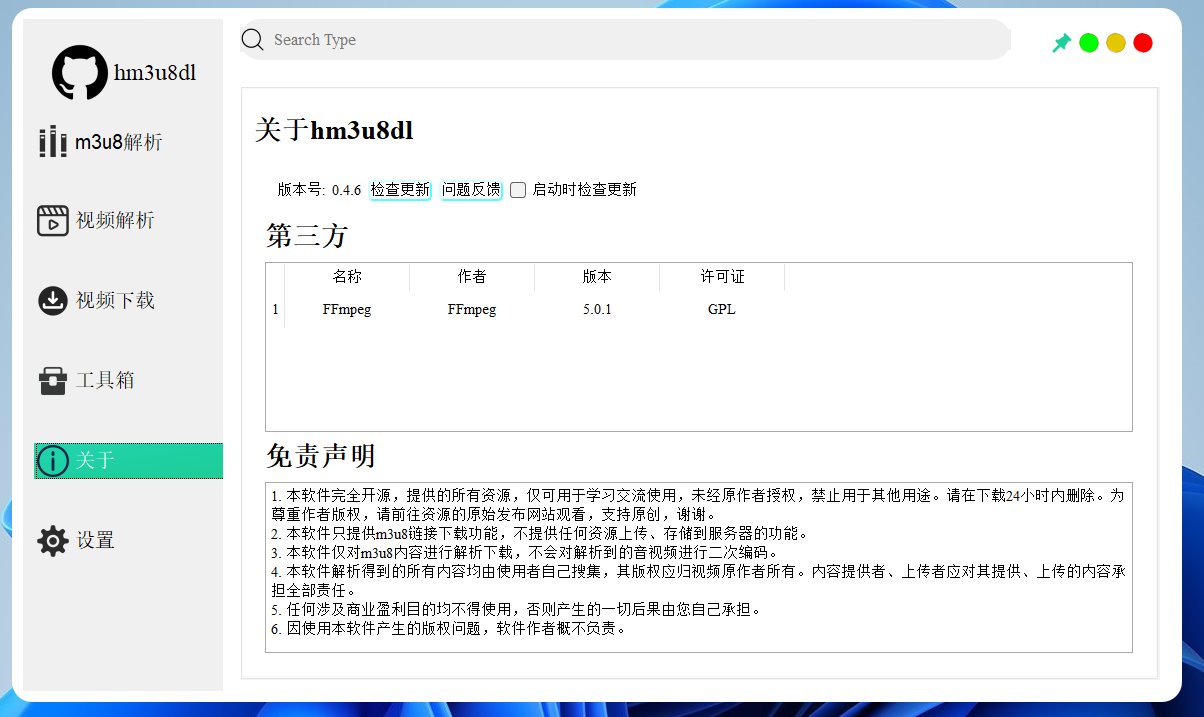 hm3u8dl
Search Type
m3u8解析
视频解析
视频下载
工具箱
关于
设置
关于hm3u8dl
版本号: 0.4.6 检查更新 问题反馈 启动时检查更新
第三方
名称 作者 版本 许可证
1 FFmpeg FFmpeg 5.0.1 GPL
免责声明
1. 本软件完全开源，提供的所有资源，仅可用于学习交流使用，未经原作者授权，禁止用于其他用途。请在下载24小时内删除。为
尊重作者版权，请前往资源的原始发布网站观看，支持原创，谢谢。
2. 本软件只提供m3u8链接下载功能，不提供任何资源上传、存储到服务器的功能。
3. 本软件仅对m3u8内容进行解析下载，不会对解析到的音视频进行二次编码。
4. 本软件解析得到的所有内容均由使用者自己搜集，其版权应归视频原作者所有。内容提供者、上传者应对其提供、上传的内容承
担全部责任。
5. 任何涉及商业盈利目的均不得使用，否则产生的一切后果由您自己承担。
6. 因使用本软件产生的版权问题，软件作者概不负责。